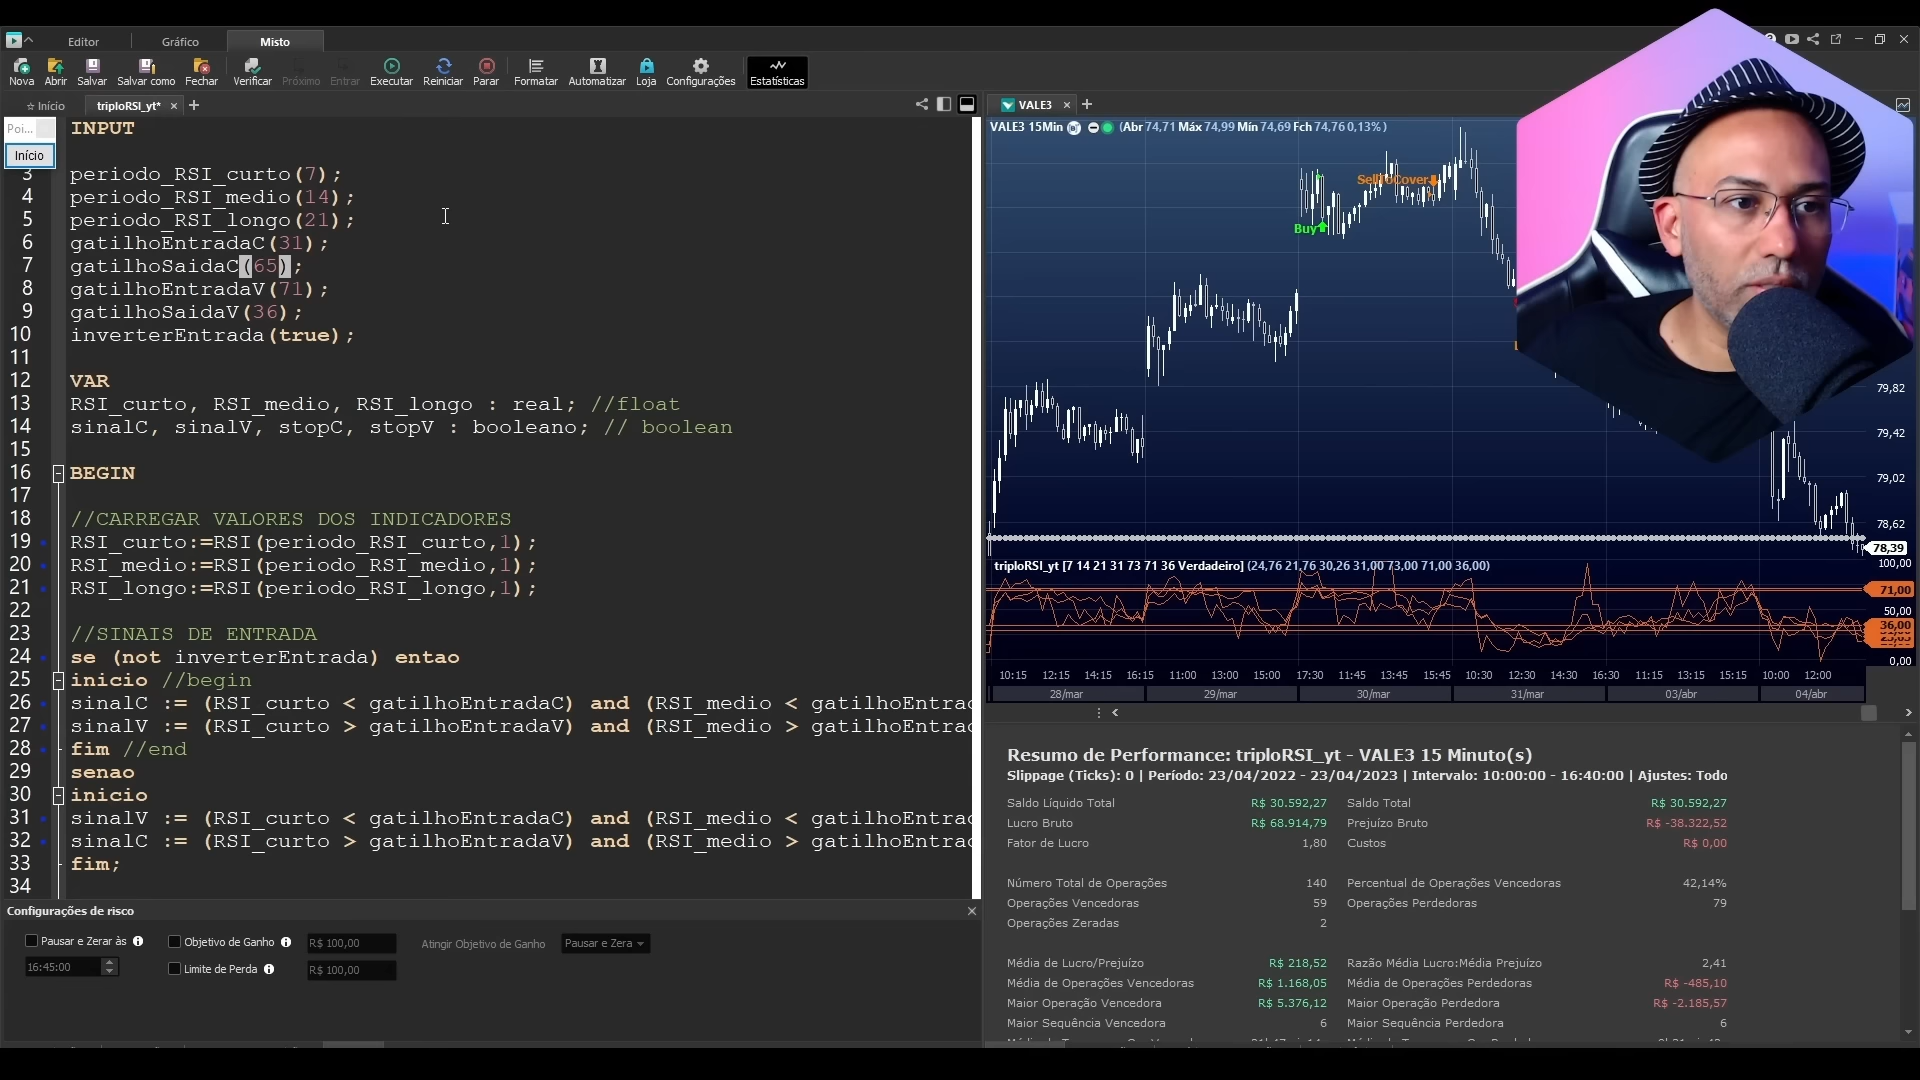 Editor Gráfico Misto
Nova Abrir Salvar Salvar como Fechar Verificar Próximo Entrar Executar Reiniciar Parar Formatar Automatizar Loja Configurações Estatísticas
Início triploRSI_yt* × +
Poi...
Início
INPUT
3 periodo_RSI_curto(7);
4 periodo_RSI_medio(14);
5 periodo_RSI_longo(21);
6 gatilhoEntradaC(31);
7 gatilhoSaidaC(65);
8 gatilhoEntradaV(71);
9 gatilhoSaidaV(36);
10 inverterEntrada(true);
11
12 VAR
13 RSI_curto, RSI_medio, RSI_longo : real; //float
14 sinalC, sinalV, stopC, stopV : booleano; // boolean
15
16 BEGIN
17
18 //CARREGAR VALORES DOS INDICADORES
19 RSI_curto:=RSI(periodo_RSI_curto,1);
20 RSI_medio:=RSI(periodo_RSI_medio,1);
21 RSI_longo:=RSI(periodo_RSI_longo,1);
22
23 //SINAIS DE ENTRADA
24 se (not inverterEntrada) entao
25 inicio //begin
26 sinalC := (RSI_curto < gatilhoEntradaC) and (RSI_medio < gatilhoEntrad
27 sinalV := (RSI_curto > gatilhoEntradaV) and (RSI_medio > gatilhoEntrad
28 fim //end
29 senao
30 inicio
31 sinalV := (RSI_curto < gatilhoEntradaC) and (RSI_medio < gatilhoEntrad
32 sinalC := (RSI_curto > gatilhoEntradaV) and (RSI_medio > gatilhoEntrad
33 fim;
34
Configurações de risco
Pausar e Zerar às Objetivo de Ganho R$ 100,00 Atingir Objetivo de Ganho Pausar e Zera
16:45:00 Limite de Perda R$ 100,00
VALE3 × +
VALE3 15Min (Abr 74,71 Máx 74,99 Mín 74,69 Fch 74,76 0,13%)
SellToCover
Buy
79,82
79,42
79,02
78,62
78,39
triploRSI_yt [7 14 21 31 73 71 36 Verdadeiro] (24,76 21,76 30,26 31,00 73,00 71,00 36,00)
100,00
71,00
50,00
36,00
0,00
10:15 12:15 14:15 16:15 11:00 13:00 15:00 17:30 11:45 13:45 15:45 10:30 12:30 14:30 16:30 11:15 13:15 15:15 10:00 12:00
28/mar 29/mar 30/mar 31/mar 03/abr 04/abr
Resumo de Performance: triploRSI_yt - VALE3 15 Minuto(s)
Slippage (Ticks): 0 | Período: 23/04/2022 - 23/04/2023 | Intervalo: 10:00:00 - 16:40:00 | Ajustes: Todo
Saldo Líquido Total R$ 30.592,27 Saldo Total R$ 30.592,27
Lucro Bruto R$ 68.914,79 Prejuízo Bruto R$ -38.322,52
Fator de Lucro 1,80 Custos R$ 0,00
Número Total de Operações 140 Percentual de Operações Vencedoras 42,14%
Operações Vencedoras 59 Operações Perdedoras 79
Operações Zeradas 2
Média de Lucro/Prejuízo R$ 218,52 Razão Média Lucro:Média Prejuízo 2,41
Média de Operações Vencedoras R$ 1.168,05 Média de Operações Perdedoras R$ -485,10
Maior Operação Vencedora R$ 5.376,12 Maior Operação Perdedora R$ -2.185,57
Maior Sequência Vencedora 6 Maior Sequência Perdedora 6